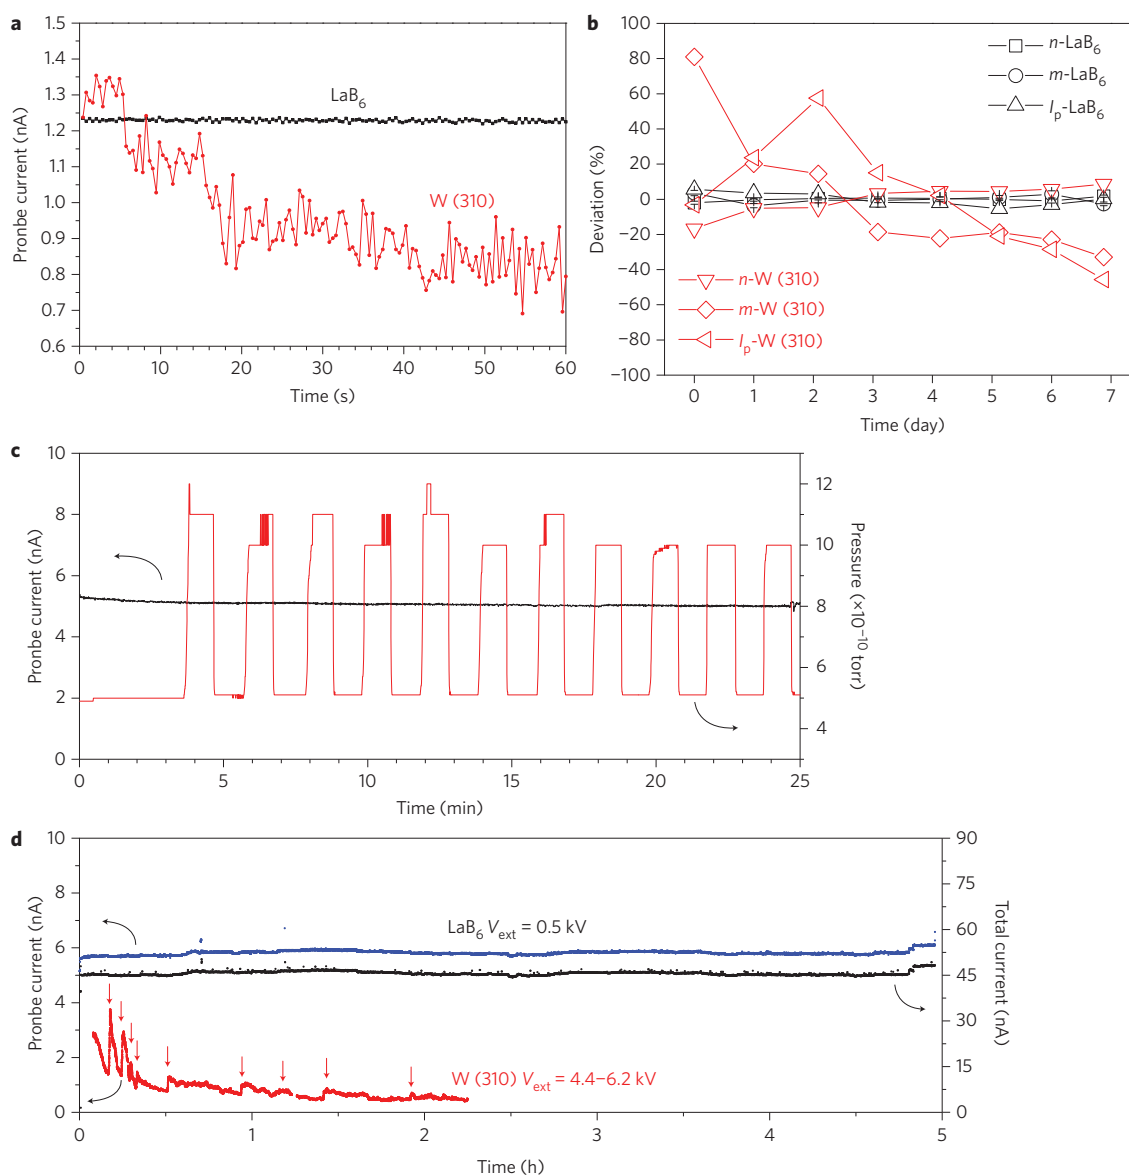 a
1.5
1.4
1.3
1.2
1.1
1.0
0.9
0.8
0.7
0.6
Pronbe current (nA)
LaB6
W (310)
0 10 20 30 40 50 60
Time (s)
b
100
80
60
40
20
0
−20
−40
−60
−80
−100
Deviation (%)
n-LaB6
m-LaB6
Ip-LaB6
n-W (310)
m-W (310)
Ip-W (310)
0 1 2 3 4 5 6 7
Time (day)
c
10
8
6
4
2
0
Pronbe current (nA)
12
10
8
6
4
Pressure (×10−10 torr)
0 5 10 15 20 25
Time (min)
d
10
8
6
4
2
0
Pronbe current (nA)
LaB6 Vext = 0.5 kV
W (310) Vext = 4.4–6.2 kV
90
75
60
45
30
15
0
Total currrent (nA)
0 1 2 3 4 5
Time (h)